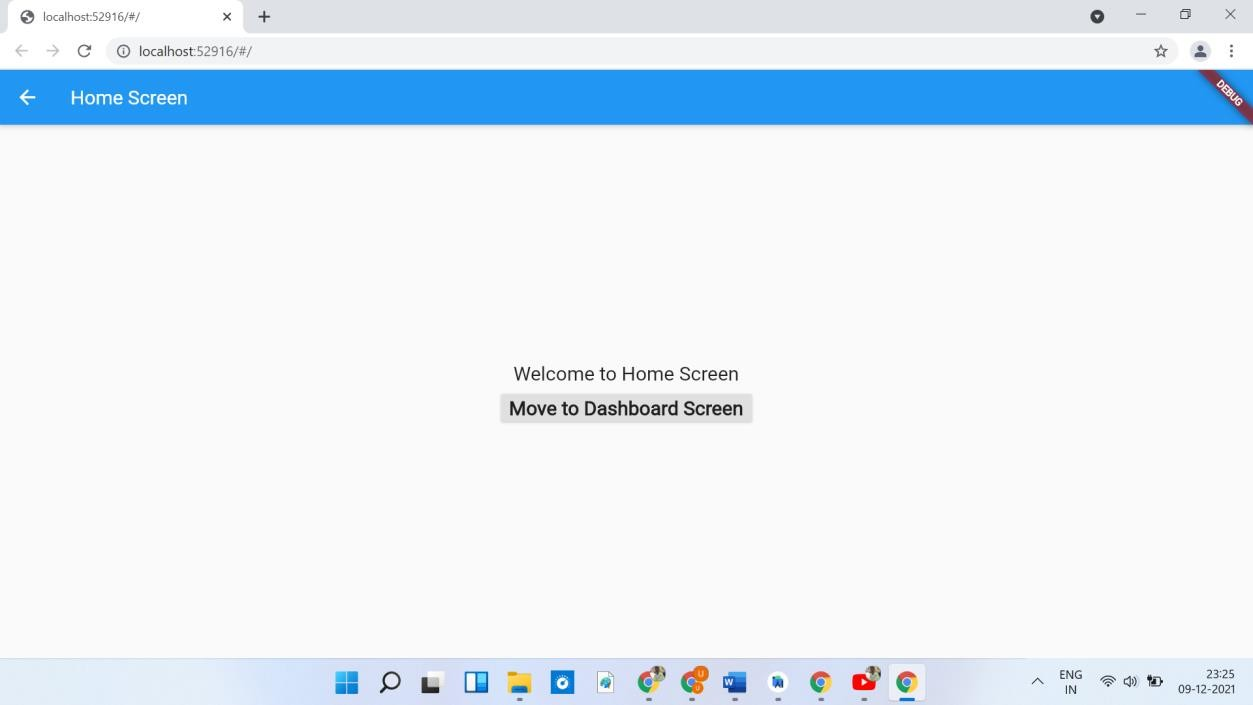 localhost:52916/#/
localhost:52916/#/
Home Screen
DEBUG
Welcome to Home Screen
Move to Dashboard Screen
ENG
IN
23:25
09-12-2021